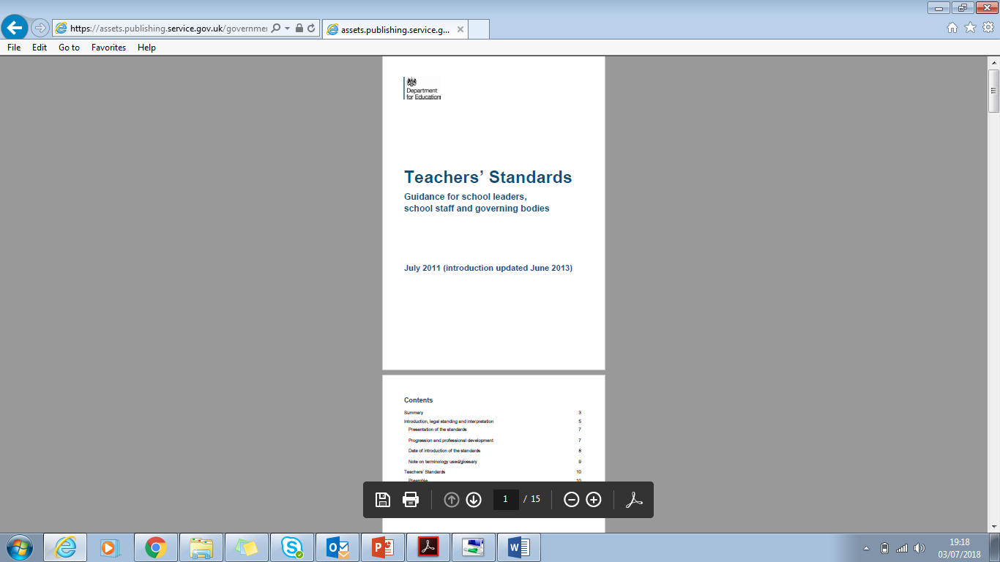 https://assets.publishing.service.gov.uk/governmen
assets.publishing.service.g...
File Edit Go to Favorites Help
Department
for Education
Teachers’ Standards
Guidance for school leaders,
school staff and governing bodies
July 2011 (introduction updated June 2013)
Contents
Summary 3
Introduction, legal standing and interpretation 5
Presentation of the standards 7
Progression and professional development 7
Date of introduction of the standards 8
Note on terminology used/glossary 9
Teachers’ Standards 10
Preamble 10
1 / 15
19:18
03/07/2018